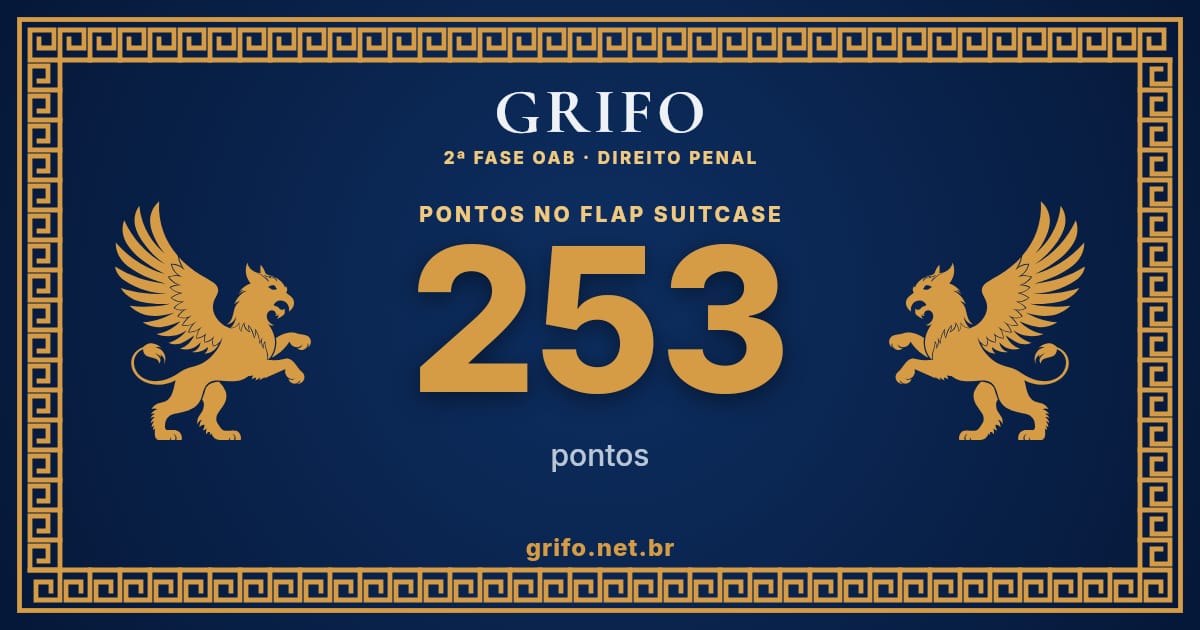 GRIFO
2ª FASE OAB · DIREITO PENAL
PONTOS NO FLAP SUITCASE
253
pontos
grifo.net.br